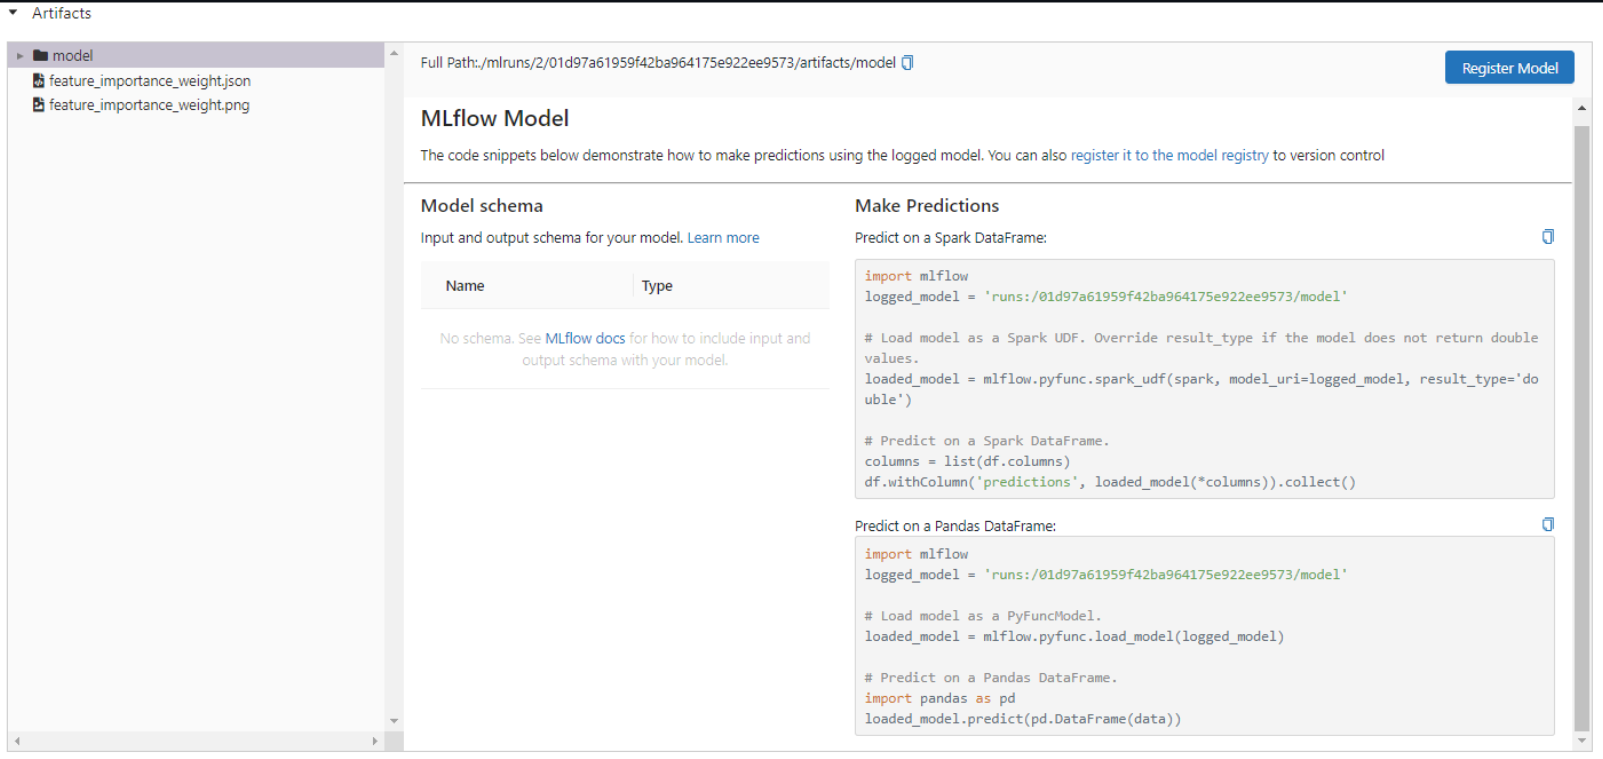 Artifacts
model
feature_importance_weight.json
feature_importance_weight.png
Full Path:./mlruns/2/01d97a61959f42ba964175e922ee9573/artifacts/model
Register Model
MLflow Model
The code snippets below demonstrate how to make predictions using the logged model. You can also register it to the model registry to version control
Model schema
Input and output schema for your model. Learn more
Name Type
No schema. See MLflow docs for how to include input and
output schema with your model.
Make Predictions
Predict on a Spark DataFrame:
import mlflow
logged_model = 'runs:/01d97a61959f42ba964175e922ee9573/model'
# Load model as a Spark UDF. Override result_type if the model does not return double
values.
loaded_model = mlflow.pyfunc.spark_udf(spark, model_uri=logged_model, result_type='do
uble')
# Predict on a Spark DataFrame.
columns = list(df.columns)
df.withColumn('predictions', loaded_model(*columns)).collect()
Predict on a Pandas DataFrame:
import mlflow
logged_model = 'runs:/01d97a61959f42ba964175e922ee9573/model'
# Load model as a PyFuncModel.
loaded_model = mlflow.pyfunc.load_model(logged_model)
# Predict on a Pandas DataFrame.
import pandas as pd
loaded_model.predict(pd.DataFrame(data))